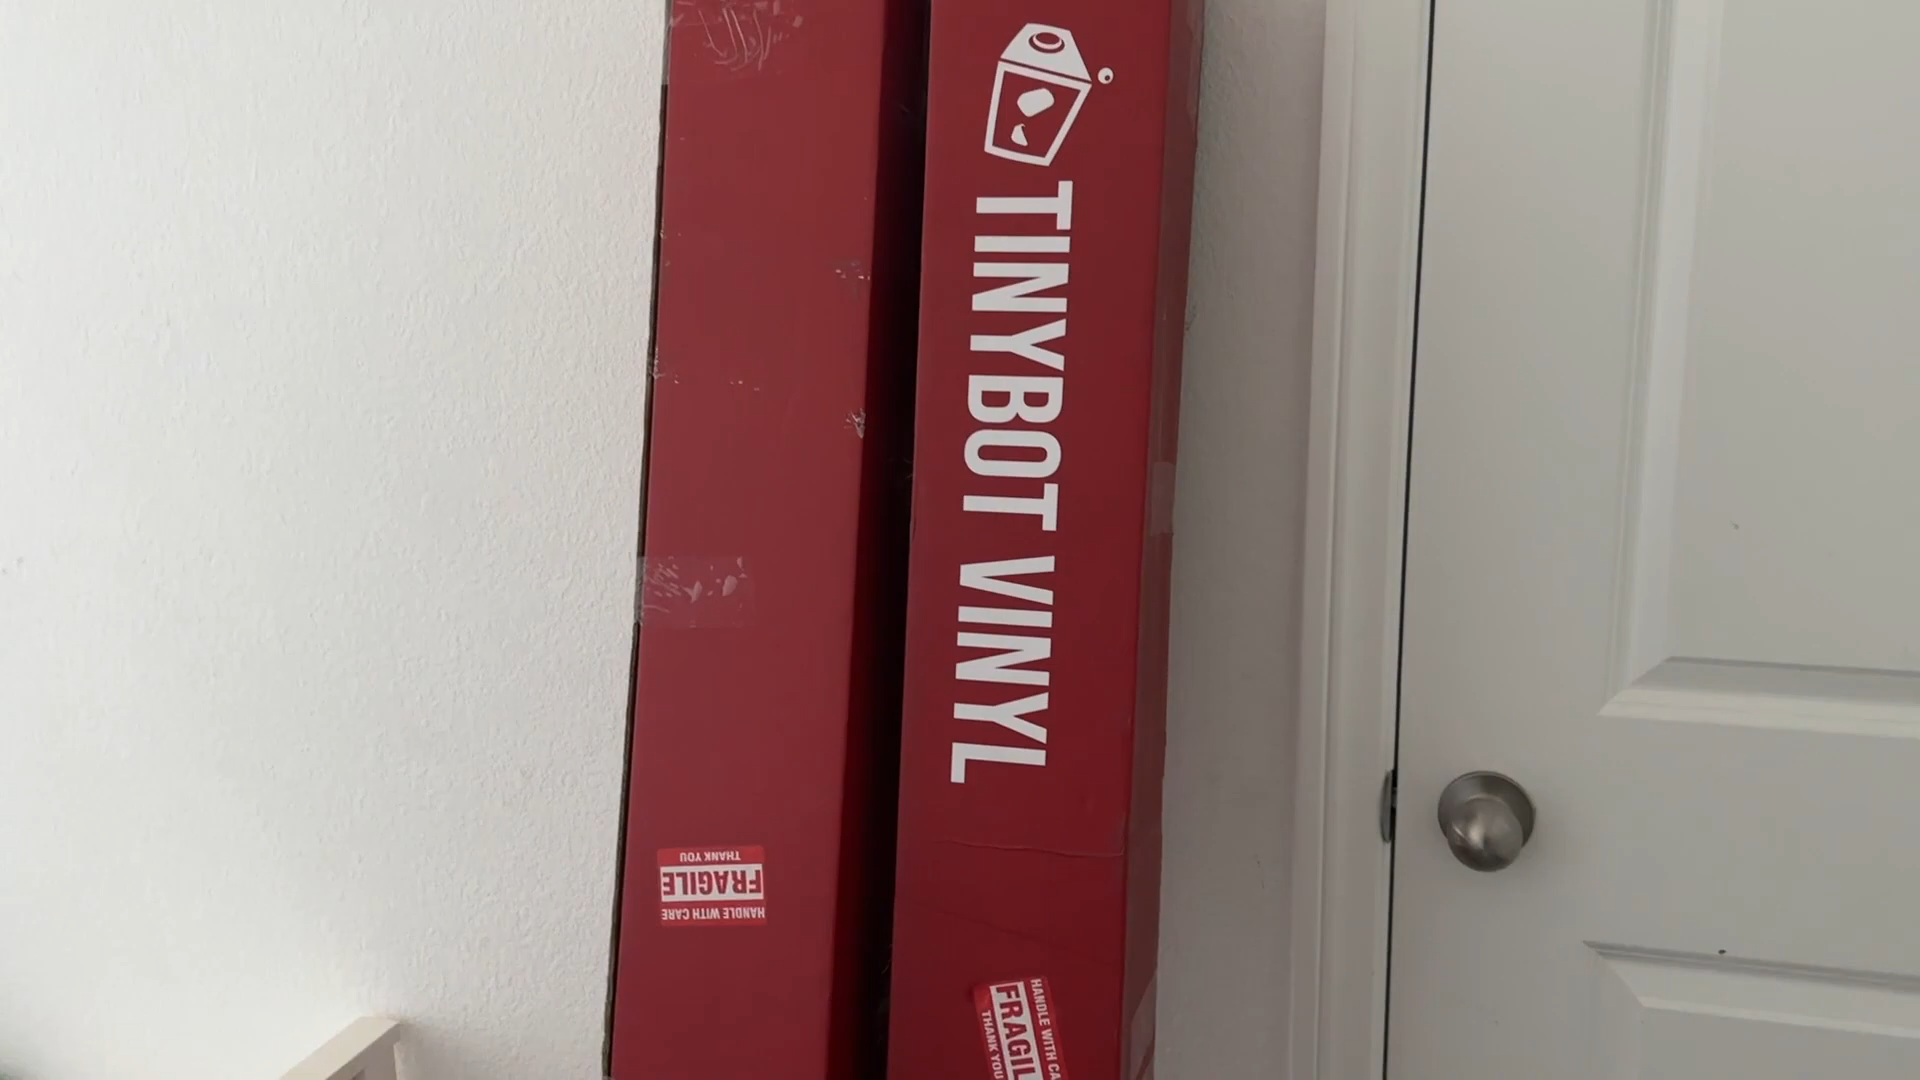 TINYBOT VINYL
THANK YOU
FRAGILE
HANDLE WITH CARE
HANDLE WITH CA
FRAGIL
THANK YOU